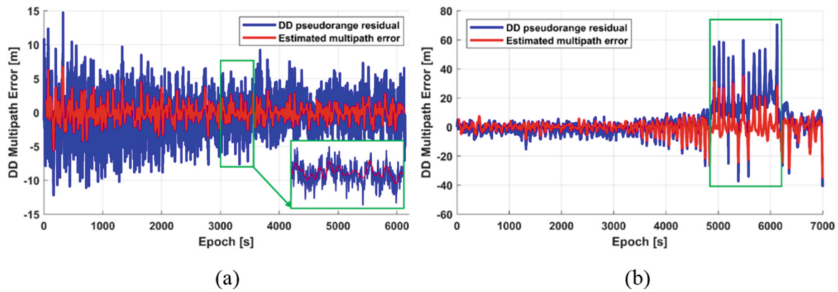 DD pseudorange residual
Estimated multipath error
DD Multipath Error [m]
15
10
5
0
-5
-10
-15
0 1000 2000 3000 4000 5000 6000
Epoch [s]
(a)
DD pseudorange residual
Estimated multipath error
DD Multipath Error [m]
80
60
40
20
0
-20
-40
-60
0 1000 2000 3000 4000 5000 6000 7000
Epoch [s]
(b)